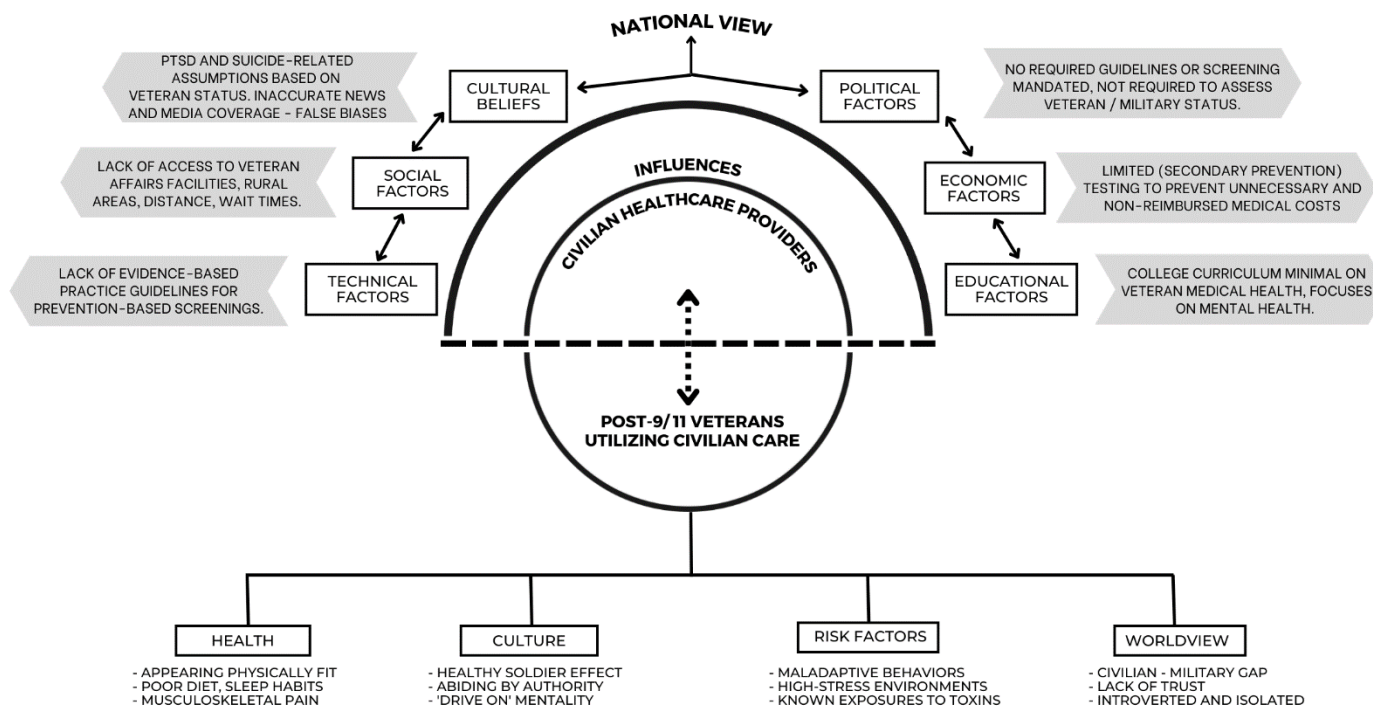 NATIONAL VIEW
PTSD AND SUICIDE-RELATED
ASSUMPTIONS BASED ON
VETERAN STATUS. INACCURATE NEWS
AND MEDIA COVERAGE - FALSE BIASES
CULTURAL
BELIEFS
POLITICAL
FACTORS
NO REQUIRED GUIDELINES OR SCREENING
MANDATED, NOT REQUIRED TO ASSESS
VETERAN / MILITARY STATUS.
LACK OF ACCESS TO VETERAN
AFFAIRS FACILITIES, RURAL
AREAS, DISTANCE, WAIT TIMES.
SOCIAL
FACTORS
INFLUENCES
CIVILIAN HEALTHCARE PROVIDERS
ECONOMIC
FACTORS
LIMITED (SECONDARY PREVENTION)
TESTING TO PREVENT UNNECESSARY AND
NON-REIMBURSED MEDICAL COSTS
LACK OF EVIDENCE-BASED
PRACTICE GUIDELINES FOR
PREVENTION-BASED SCREENINGS.
TECHNICAL
FACTORS
EDUCATIONAL
FACTORS
COLLEGE CURRICULUM MINIMAL ON
VETERAN MEDICAL HEALTH, FOCUSES
ON MENTAL HEALTH.
POST-9/11 VETERANS
UTILIZING CIVILIAN CARE
HEALTH
- APPEARING PHYSICALLY FIT
- POOR DIET, SLEEP HABITS
- MUSCULOSKELETAL PAIN
CULTURE
- HEALTHY SOLDIER EFFECT
- ABIDING BY AUTHORITY
- 'DRIVE ON' MENTALITY
RISK FACTORS
- MALADAPTIVE BEHAVIORS
- HIGH-STRESS ENVIRONMENTS
- KNOWN EXPOSURES TO TOXINS
WORLDVIEW
- CIVILIAN - MILITARY GAP
- LACK OF TRUST
- INTROVERTED AND ISOLATED